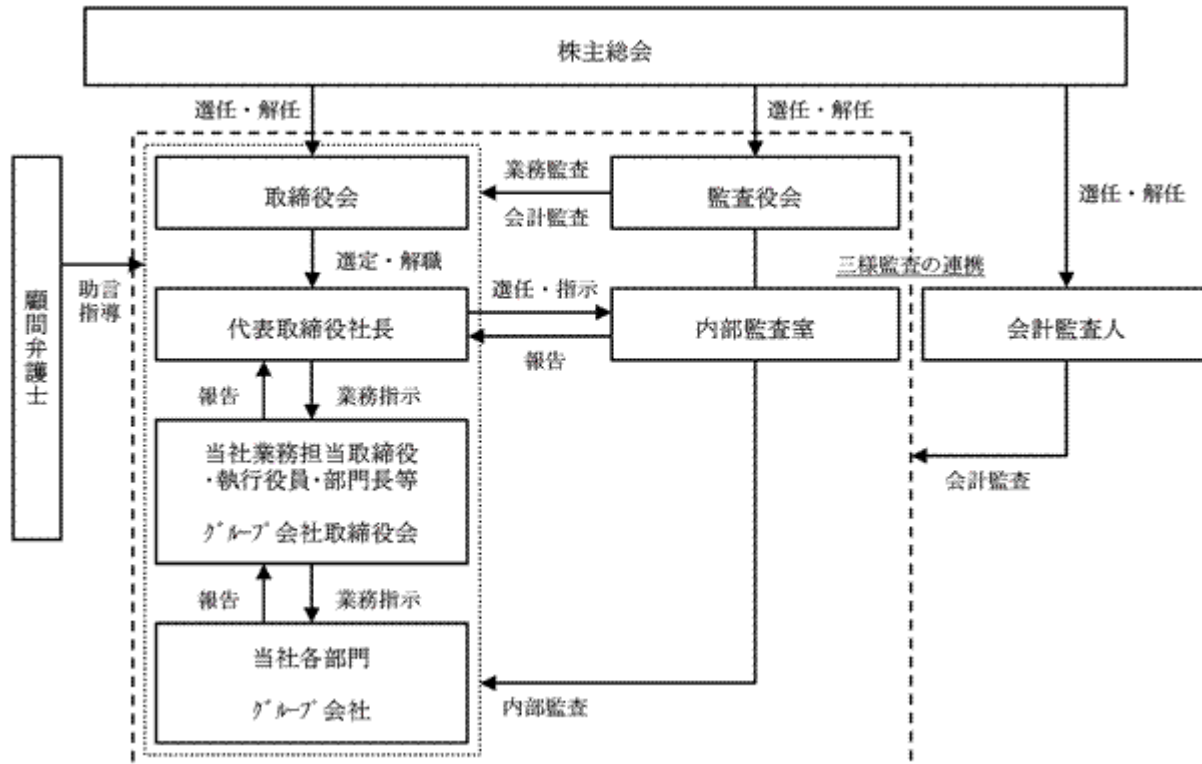 株主総会
選任・解任
選任・解任
選任・解任
顧問弁護士
助言
指導
取締役会
業務監査
会計監査
監査役会
選定・解職
三様監査の連携
代表取締役社長
選任・指示
報告
内部監査室
会計監査人
報告
業務指示
当社業務担当取締役
・執行役員・部門長等
ｸﾞﾙｰﾌﾟ会社取締役会
会計監査
報告
業務指示
当社各部門
ｸﾞﾙｰﾌﾟ会社
内部監査